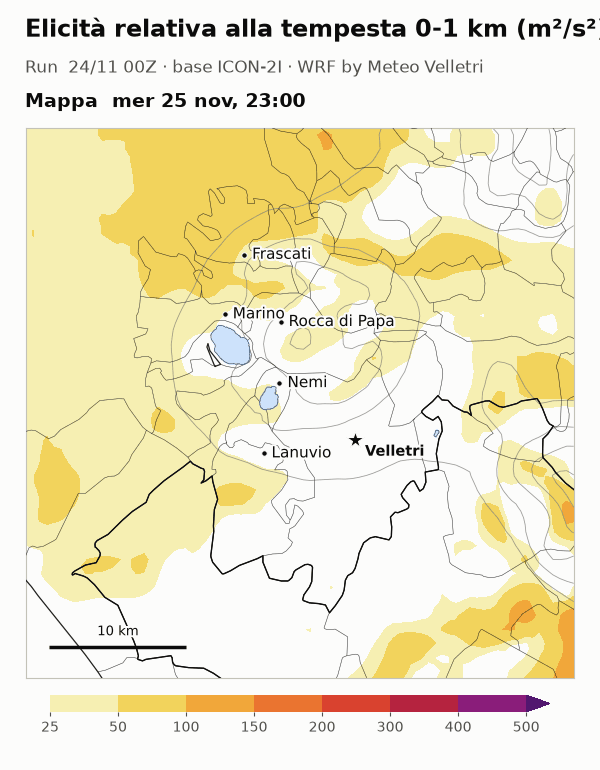 Elicità relativa alla tempesta 0-1 km (m²/s²)
Run  24/11 00Z · base ICON-2I · WRF by Meteo Velletri
Mappa  mer 25 nov, 23:00
Frascati
Marino
Rocca di Papa
Nemi
Velletri
Lanuvio
10 km
25 50 100 150 200 300 400 500